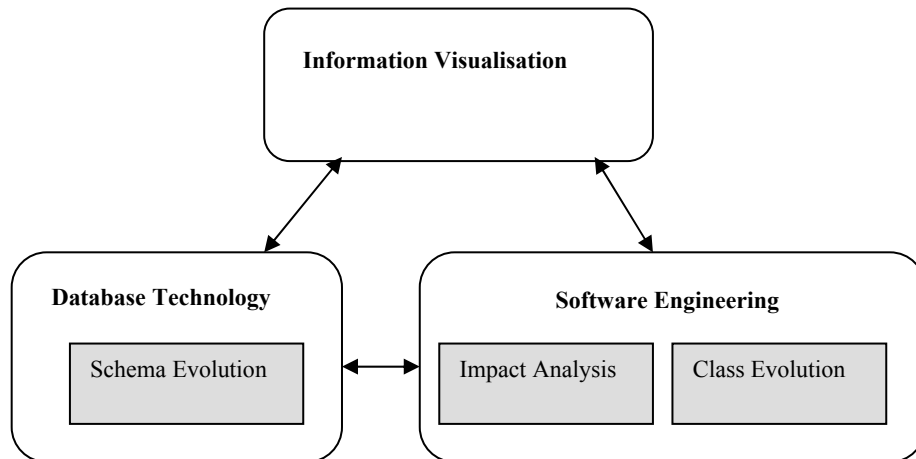 Information Visualisation
Database Technology
Software Engineering
Schema Evolution
Impact Analysis
Class Evolution